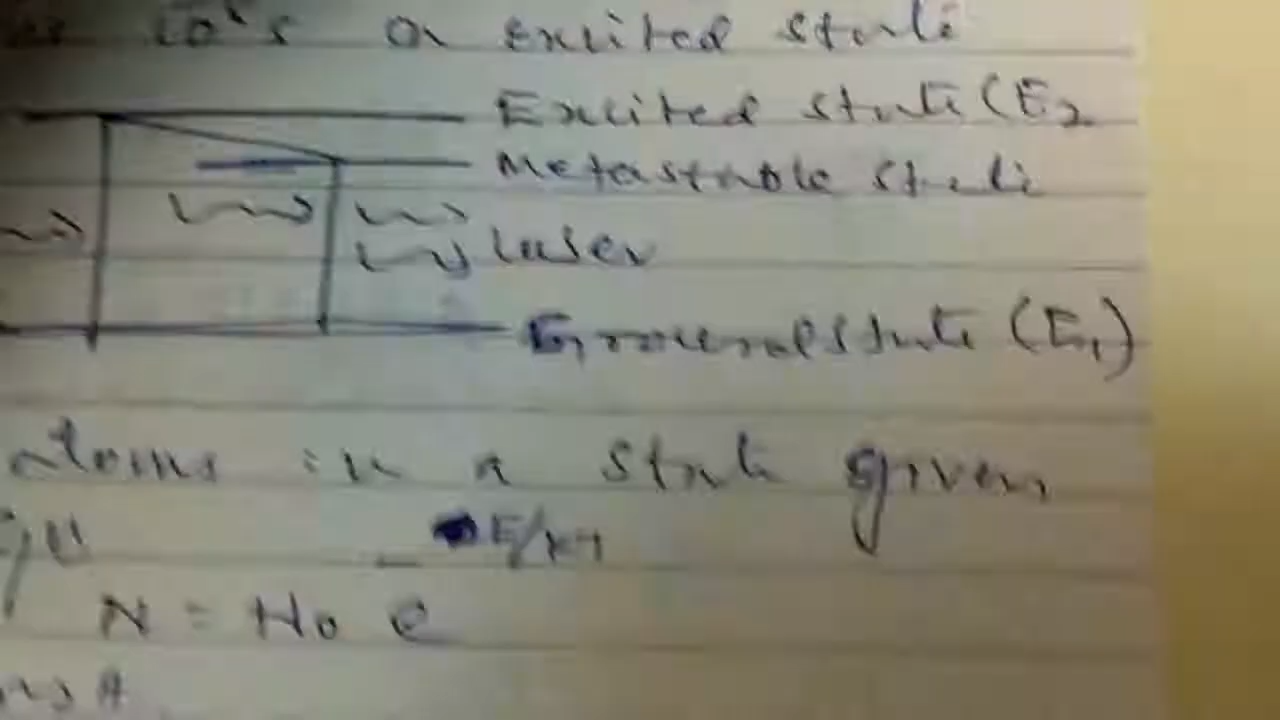 a excited state
Excited state (E2
Metastable state
laser
Ground state (E1)
atoms in a state given
- E/KT
N = No e